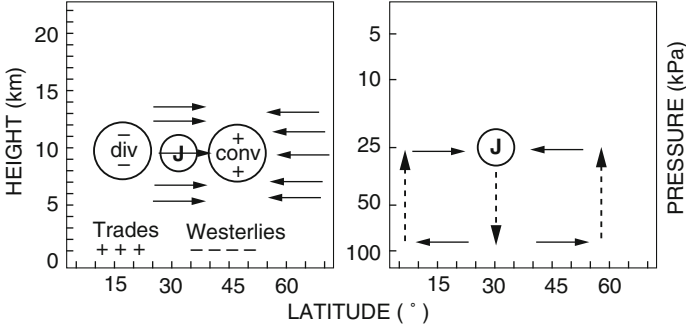 HEIGHT (km)
20
15
10
5
0
div
J
conv
Trades
Westerlies
15 30 45 60
J
5
10
25
50
100
PRESSURE (kPa)
15 30 45 60
LATITUDE ( ° )